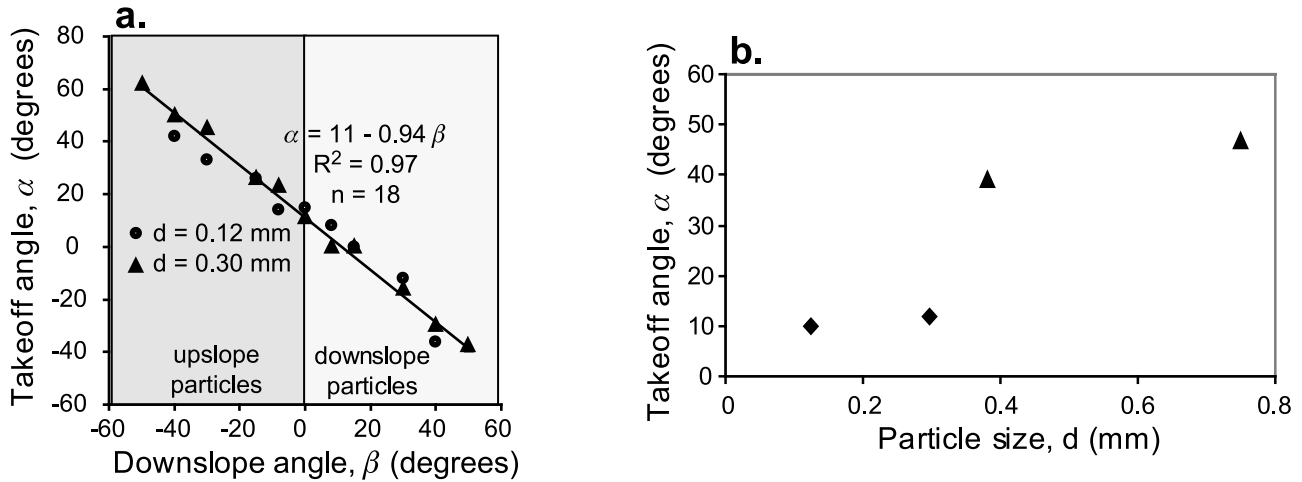 a.
Takeoff angle, α (degrees)
80
60
40
20
0
-20
-40
-60
α = 11 - 0.94 β
R² = 0.97
n = 18
d = 0.12 mm
d = 0.30 mm
upslope
particles
downslope
particles
-60 -40 -20 0 20 40 60
Downslope angle, β (degrees)
b.
Takeoff angle, α (degrees)
60
50
40
30
20
10
0
0 0.2 0.4 0.6 0.8
Particle size, d (mm)